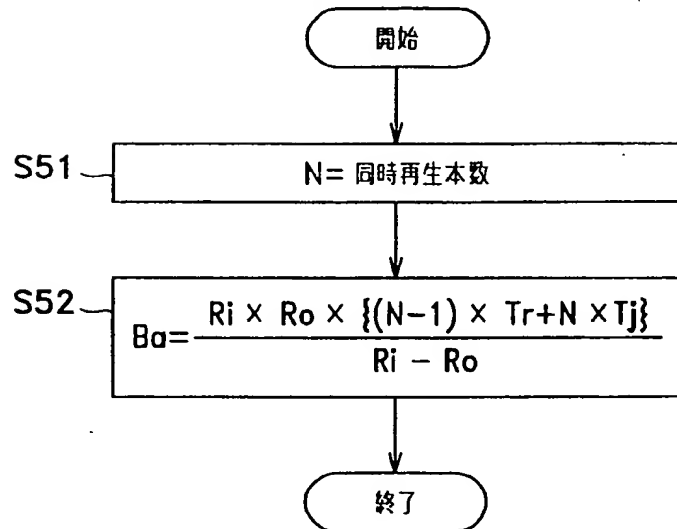 開始
S51
N= 同時再生本数
S52
Ba= Ri × Ro × {(N-1) × Tr+N ×Tj}
Ri - Ro
終了